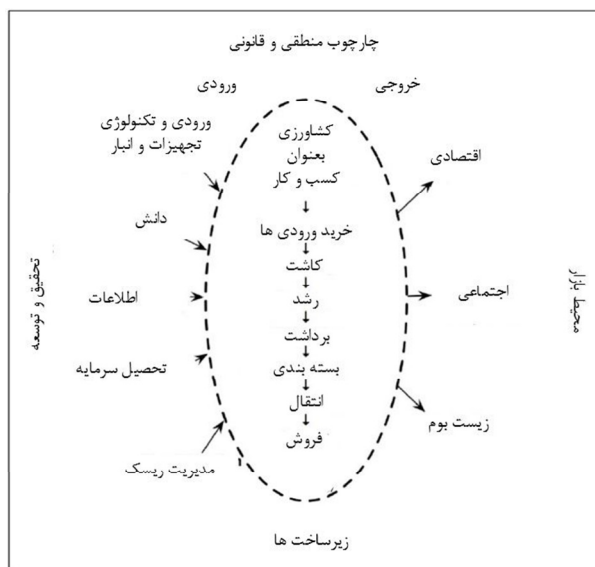 چارچوب منطقی و قانونی
خروجی
ورودی
ورودی و تکنولوژی
تجهیزات و انبار
دانش
اطلاعات
تحصیل سرمایه
مدیریت ریسک
کشاورزی
بعنوان
کسب و کار
خرید ورودی ها
کاشت
رشد
برداشت
بسته بندی
انتقال
فروش
اقتصادی
اجتماعی
زیست بوم
محیط بازار
تحقیق و توسعه
زیرساخت ها